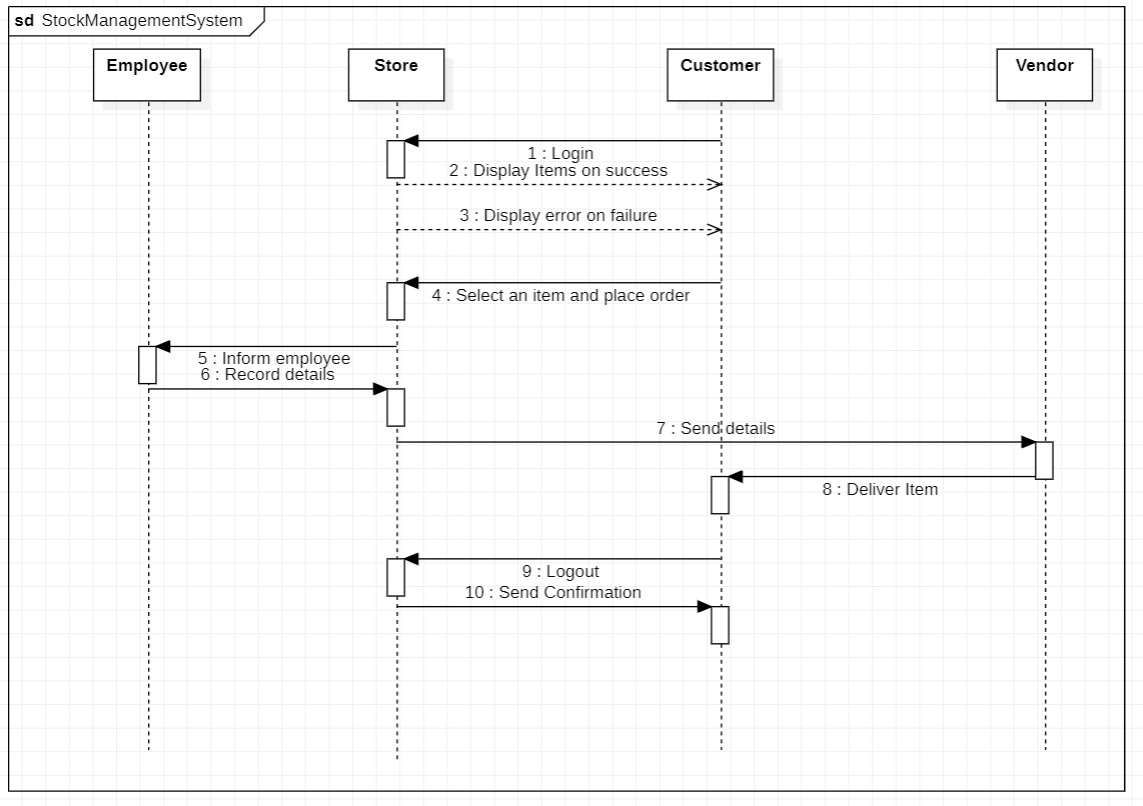 sd StockManagementSystem
Employee
Store
Customer
Vendor
1 : Login
2 : Display Items on success
3 : Display error on failure
4 : Select an item and place order
5 : Inform employee
6 : Record details
7 : Send details
8 : Deliver Item
9 : Logout
10 : Send Confirmation